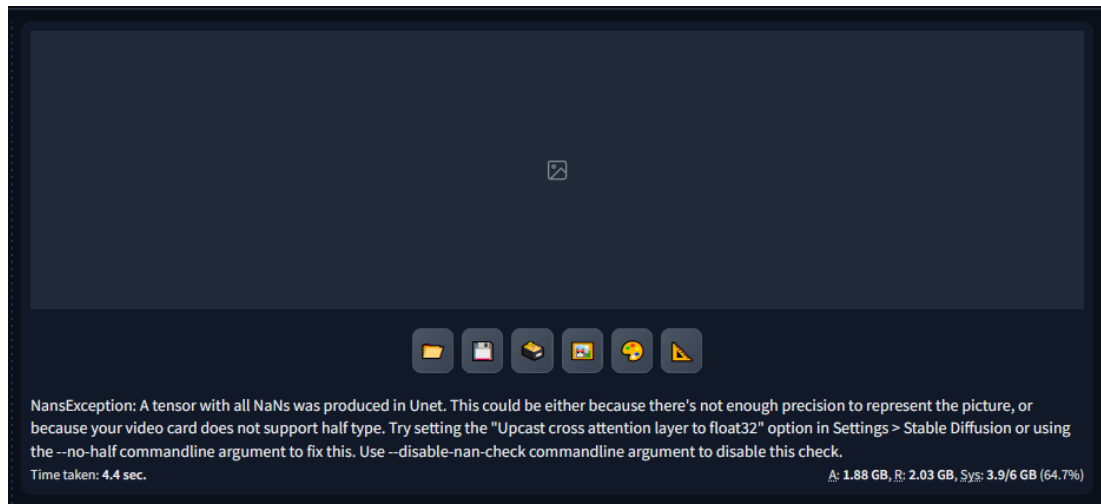 NansException: A tensor with all NaNs was produced in Unet. This could be either because there's not enough precision to represent the picture, or
because your video card does not support half type. Try setting the "Upcast cross attention layer to float32" option in Settings > Stable Diffusion or using
the --no-half commandline argument to fix this. Use --disable-nan-check commandline argument to disable this check.
Time taken: 4.4 sec. A: 1.88 GB, R: 2.03 GB, Sys: 3.9/6 GB (64.7%)